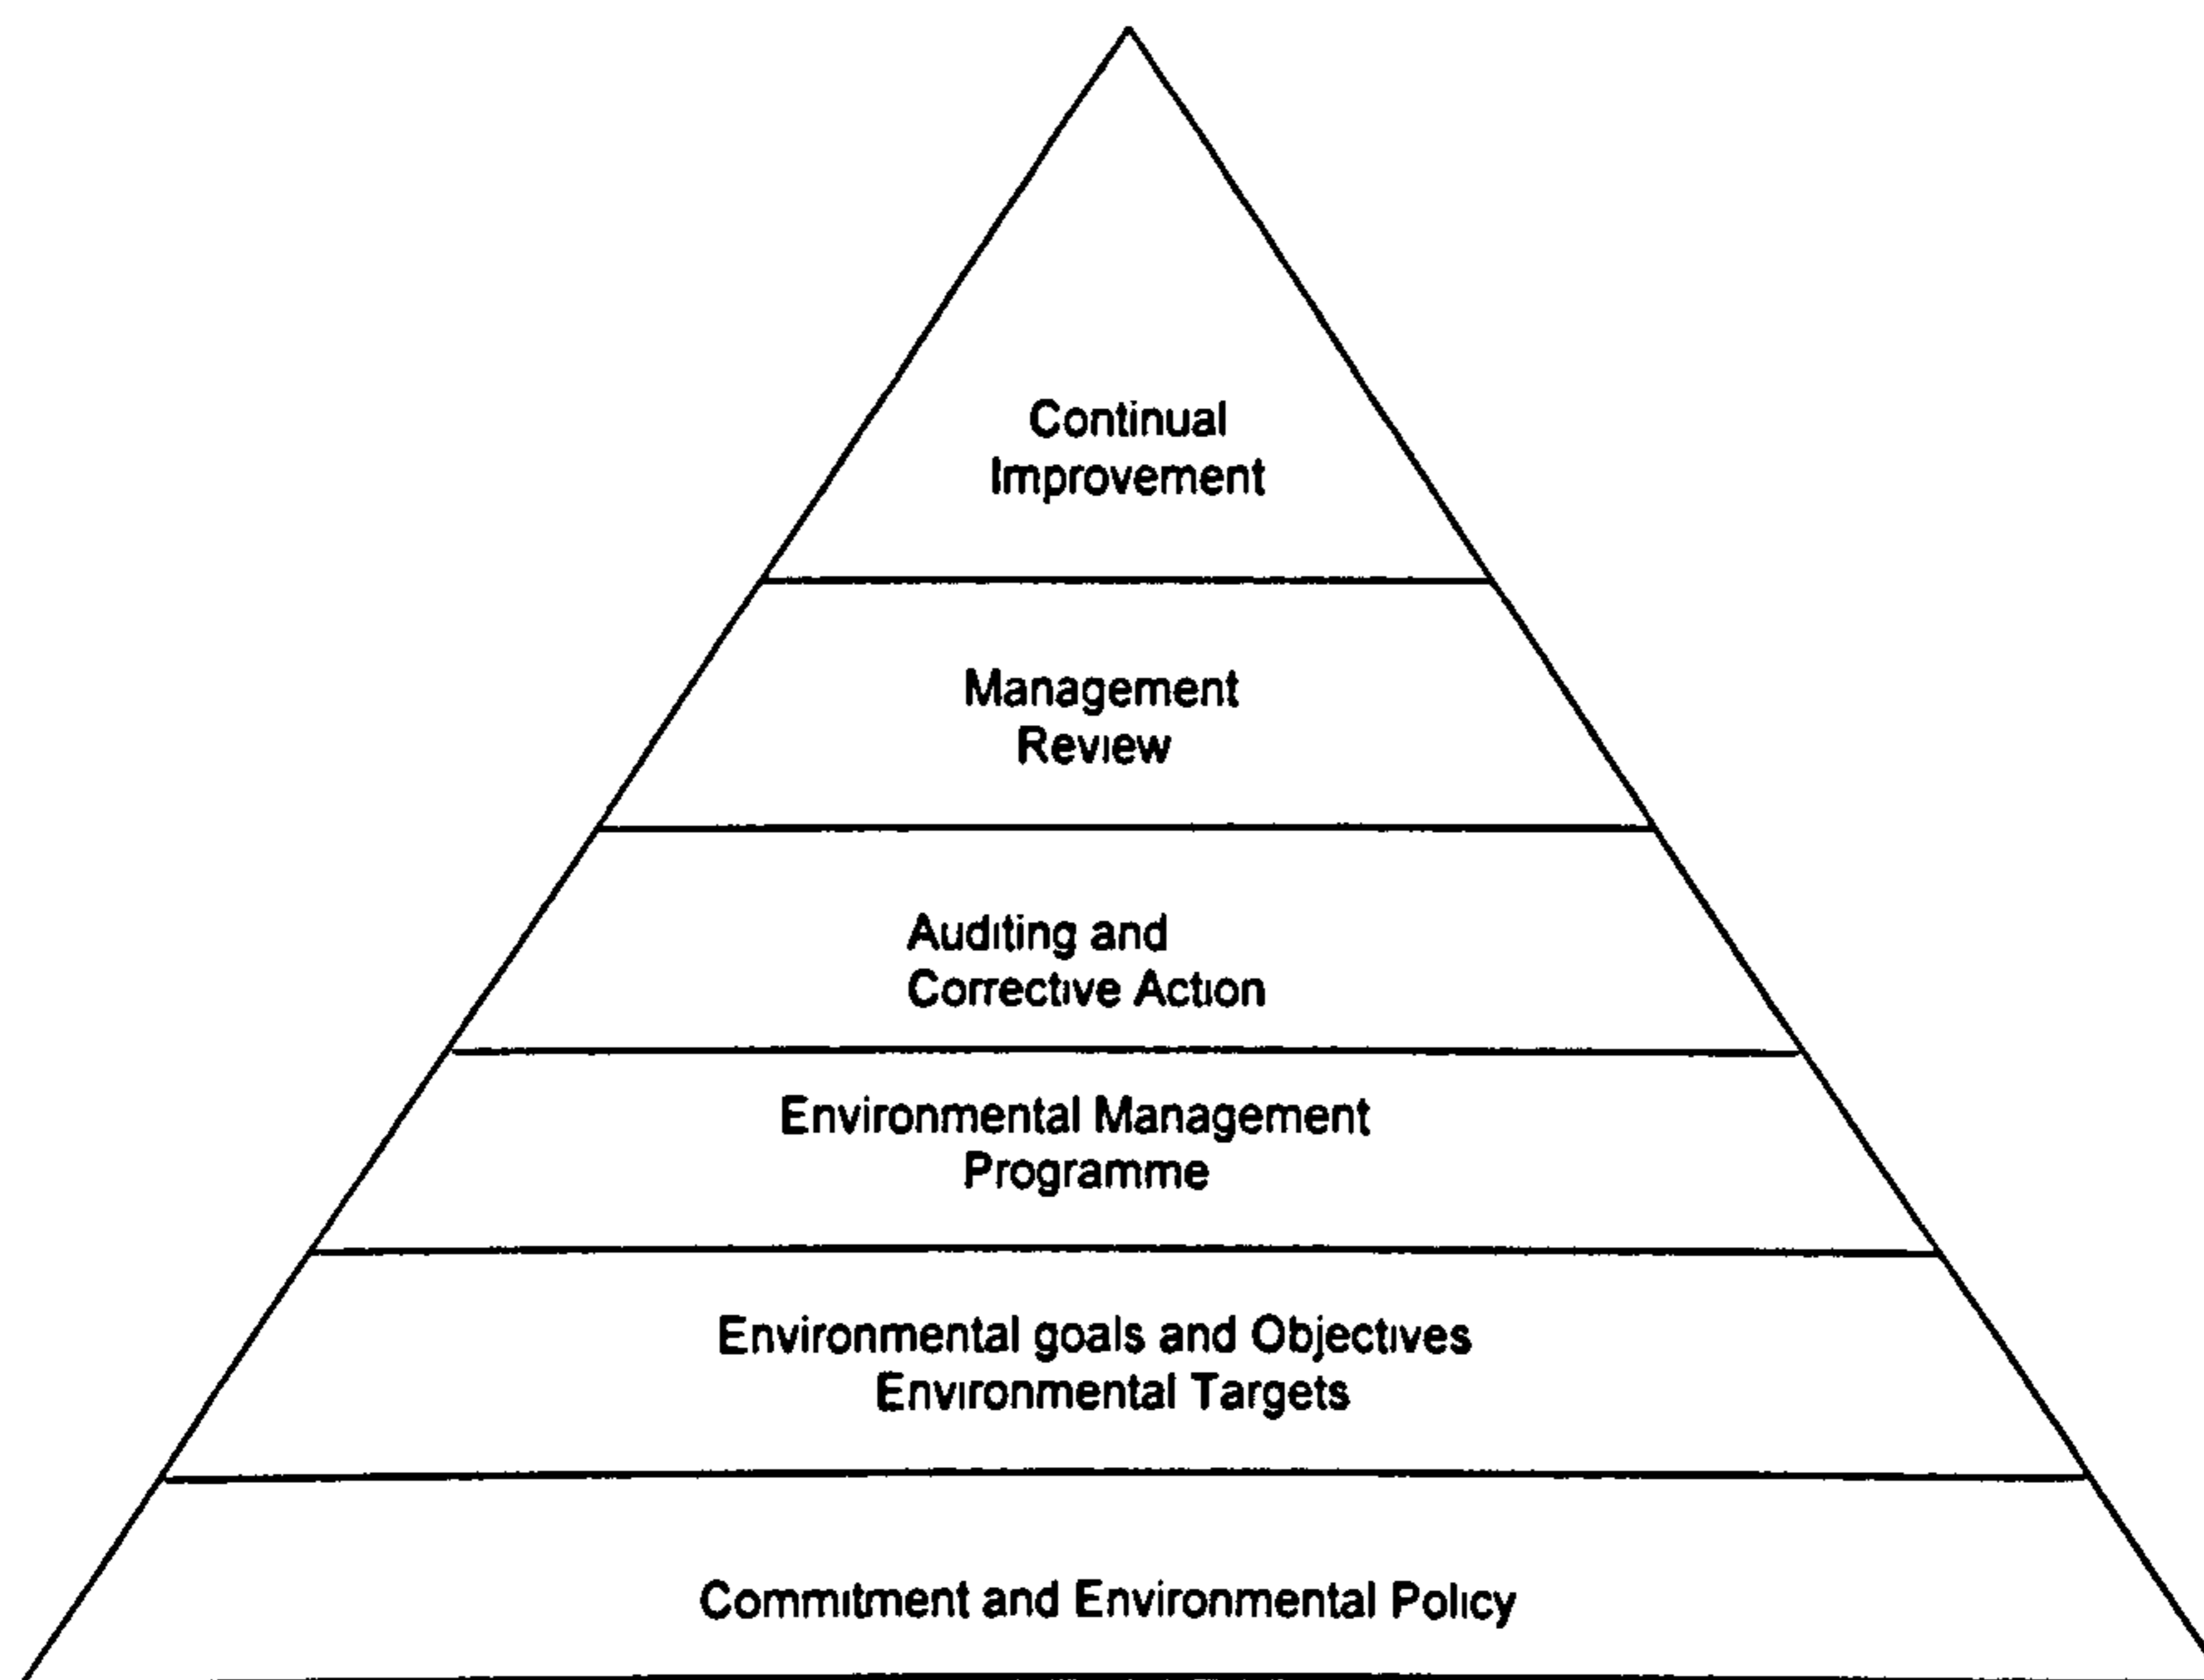 Continual
Improvement
Management
Review
Auditing and
Corrective Action
Environmental Management
Programme
Environmental goals and Objectives
Environmental Targets
Commitment and Environmental Policy